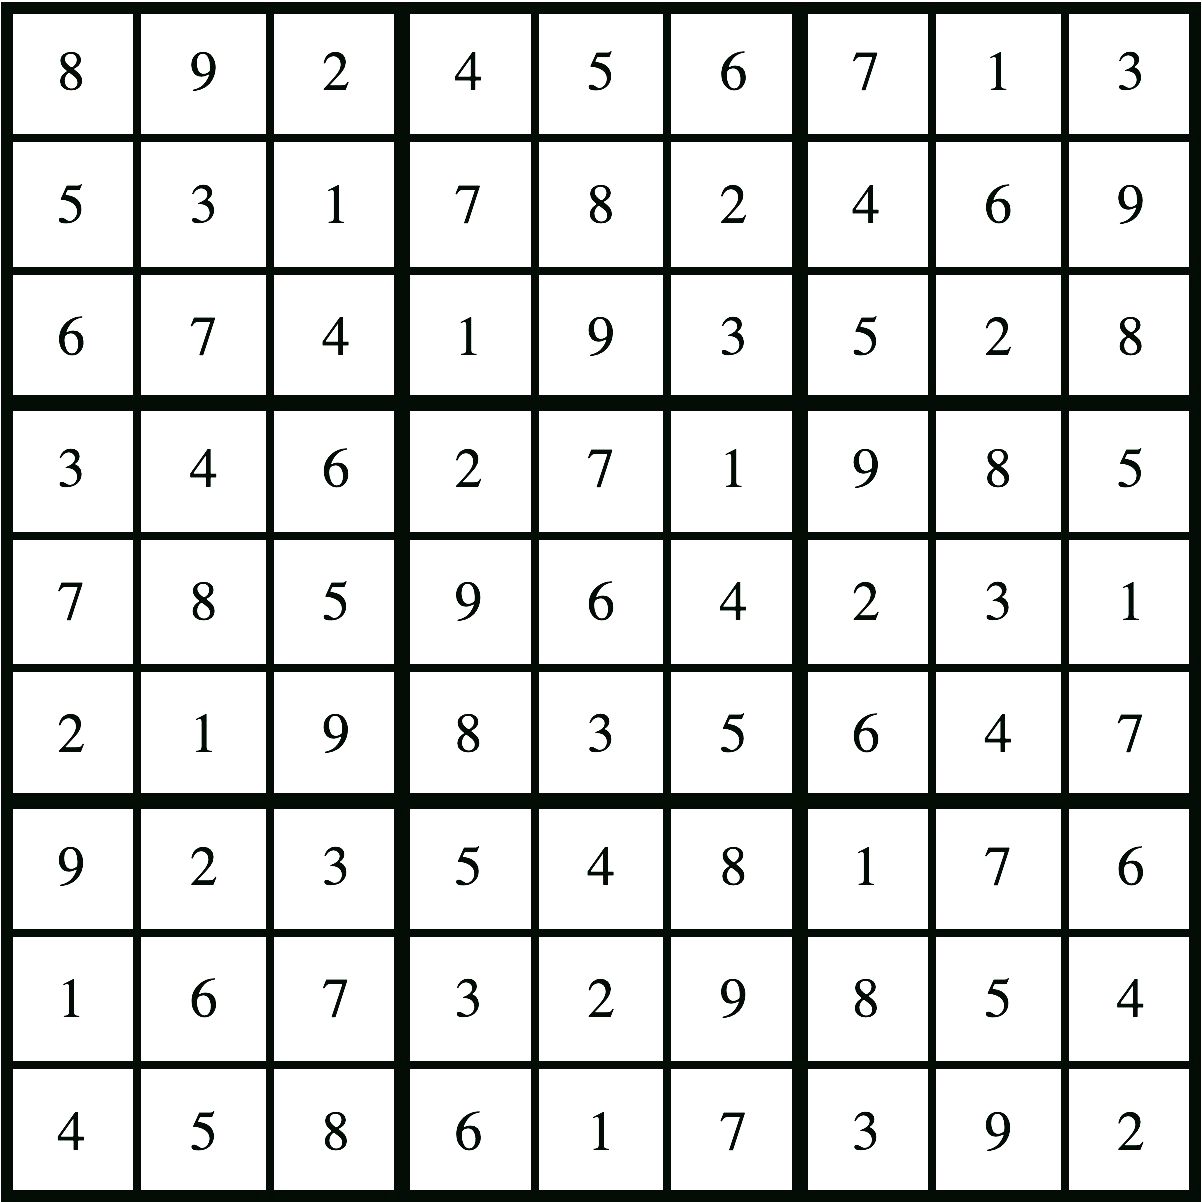 8 9 2 4 5 6 7 1 3
5 3 1 7 8 2 4 6 9
6 7 4 1 9 3 5 2 8
3 4 6 2 7 1 9 8 5
7 8 5 9 6 4 2 3 1
2 1 9 8 3 5 6 4 7
9 2 3 5 4 8 1 7 6
1 6 7 3 2 9 8 5 4
4 5 8 6 1 7 3 9 2